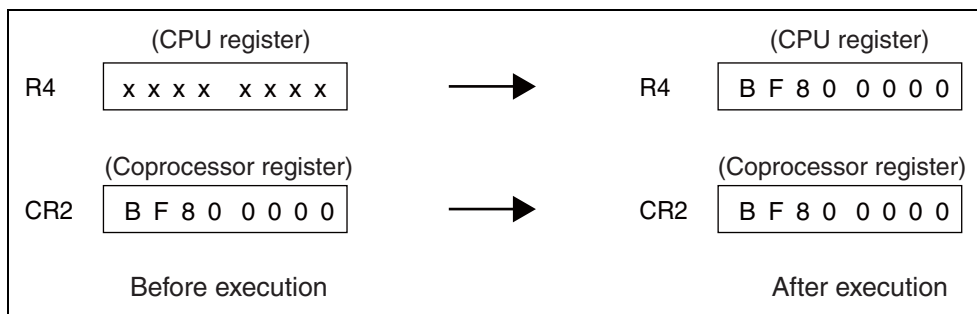 (CPU register) (CPU register)
R4 x x x x x x x x R4 B F 8 0 0 0 0 0
(Coprocessor register) (Coprocessor register)
CR2 B F 8 0 0 0 0 0 CR2 B F 8 0 0 0 0 0
Before execution After execution